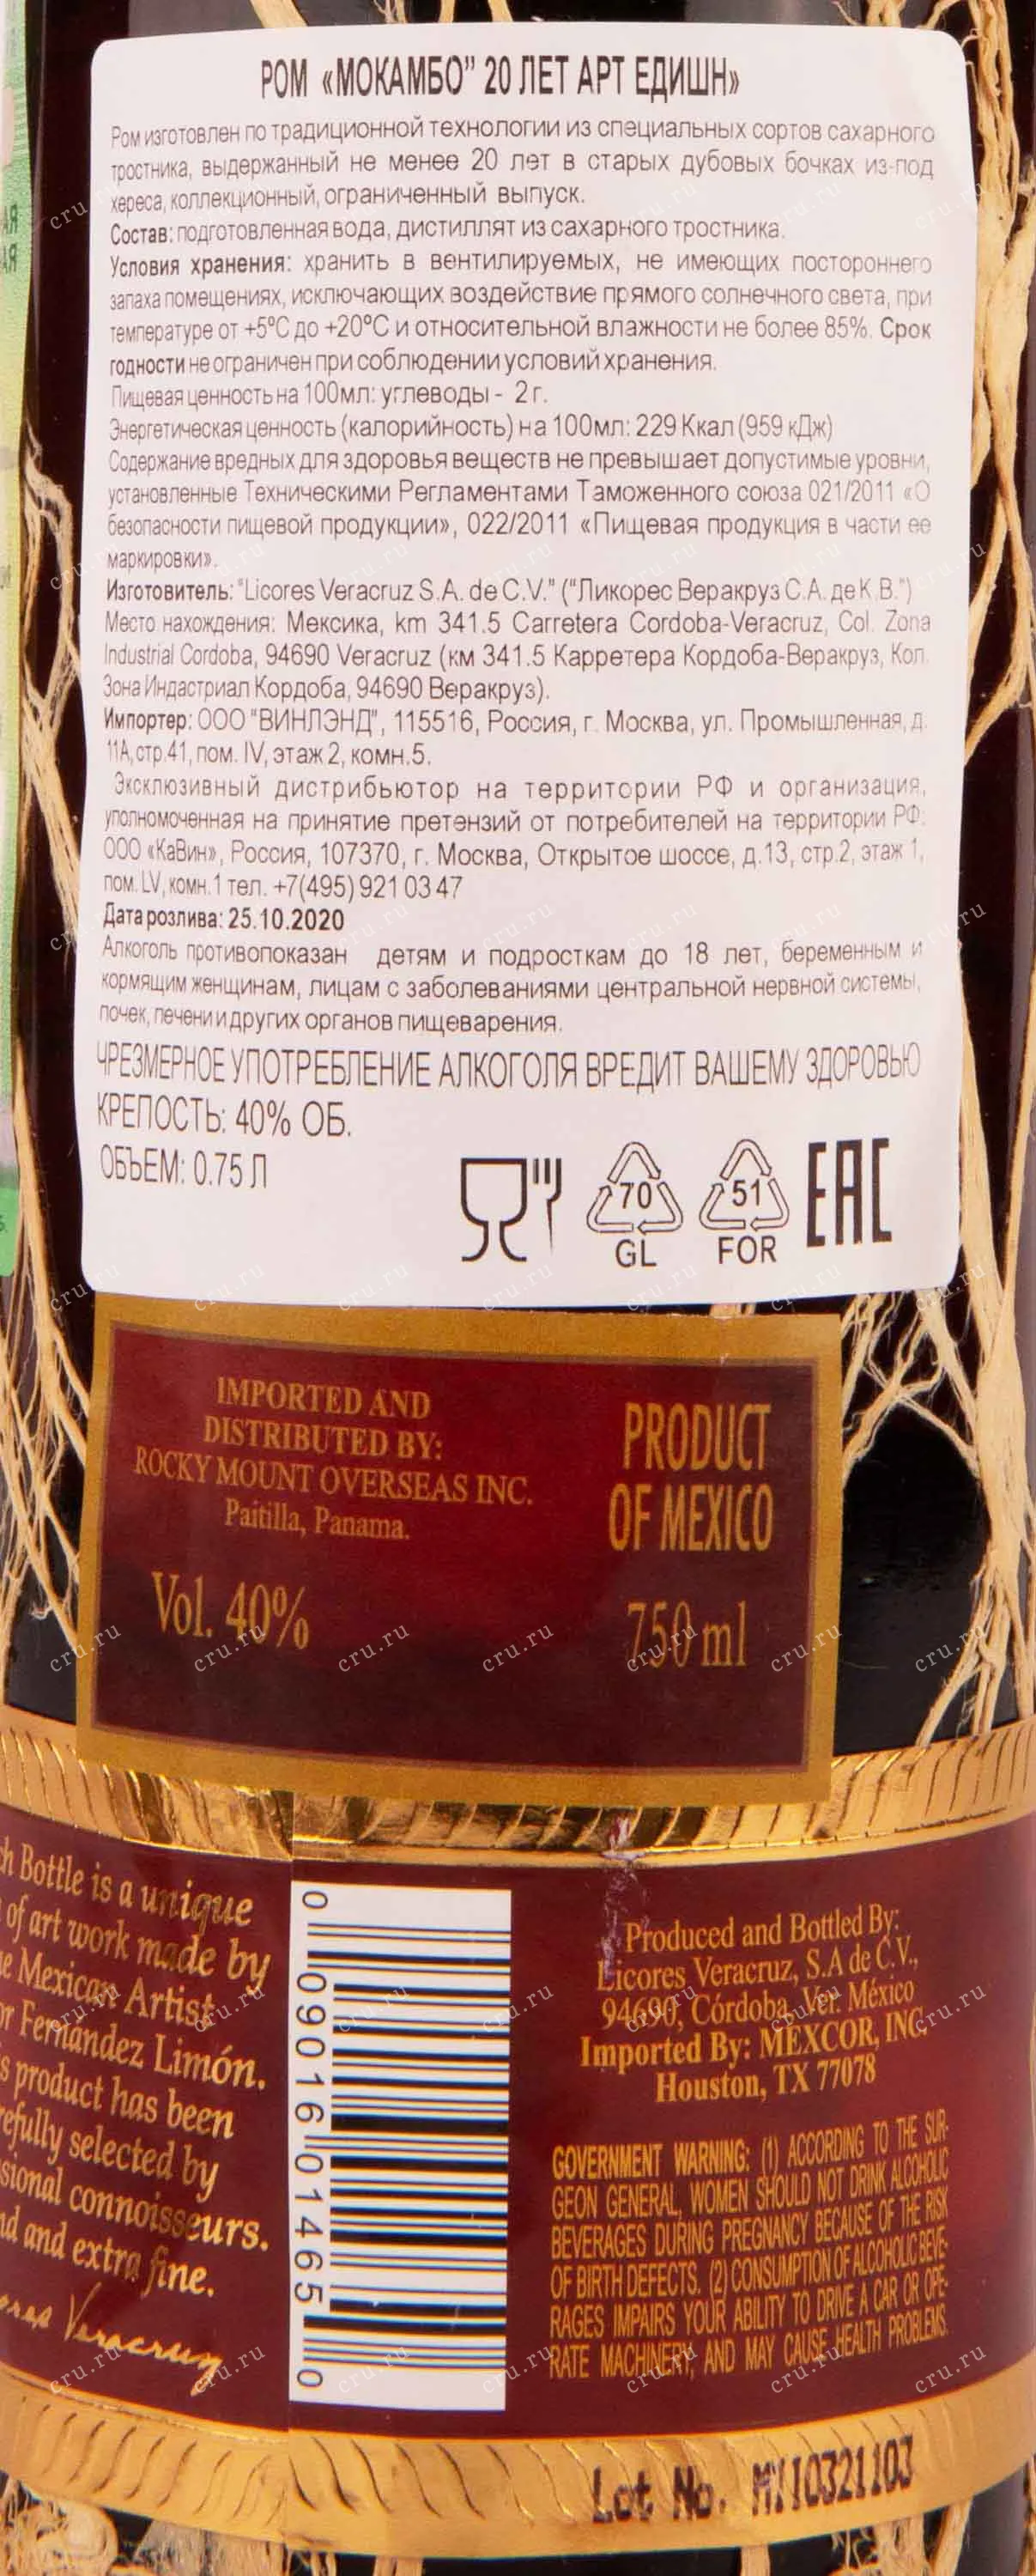 РОМ «МОКАМБО” 20 ЛЕТ АРТ ЕДИШН»
Ром изготовлен по традиционной технологии из специальных сортов сахарного
тростника, выдержанный не менее 20 лет в старых дубовых бочках из-под
хереса, коллекционный, ограниченный выпуск.
Состав: подготовленная вода, дистиллят из сахарного тростника.
Условия хранения: хранить в вентилируемых, не имеющих постороннего
запаха помещениях, исключающих воздействие прямого солнечного света, при
температуре от +5°С до +20°С и относительной влажности не более 85%. Срок
годности не ограничен при соблюдении условий хранения.
Пищевая ценность на 100мл: углеводы - 2 г.
Энергетическая ценность (калорийность) на 100мл: 229 Ккал (959 кДж)
Содержание вредных для здоровья веществ не превышает допустимые уровни,
установленные Техническими Регламентами Таможенного союза 021/2011 «О
безопасности пищевой продукции», 022/2011 «Пищевая продукция в части ее
маркировки».
Изготовитель: “Licores Veracruz S.A. de C.V.” (“Ликорес Веракруз С.А. де К.В.”)
Место нахождения: Мексика, km 341.5 Carretera Cordoba-Veracruz, Col. Zona
Industrial Cordoba, 94690 Veracruz (км 341.5 Карретера Кордоба-Веракруз, Кол.
Зона Индастриал Кордоба, 94690 Веракруз).
Импортер: ООО “ВИНЛЭНД”, 115516, Россия, г. Москва, ул. Промышленная, д.
11А, стр.41, пом. IV, этаж 2, комн.5.
Эксклюзивный дистрибьютор на территории РФ и организация,
уполномоченная на принятие претензий от потребителей на территории РФ:
ООО «КаВин», Россия, 107370, г. Москва, Открытое шоссе, д.13, стр.2, этаж 1,
пом. LV, комн.1 тел. +7(495) 921 03 47
Дата розлива: 25.10.2020
Алкоголь противопоказан детям и подросткам до 18 лет, беременным и
кормящим женщинам, лицам с заболеваниями центральной нервной системы,
почек, печени и других органов пищеварения.
ЧРЕЗМЕРНОЕ УПОТРЕБЛЕНИЕ АЛКОГОЛЯ ВРЕДИТ ВАШЕМУ ЗДОРОВЬЮ
КРЕПОСТЬ: 40% ОБ.
ОБЪЕМ: 0.75 Л
70
GL
51
FOR
EAC
IMPORTED AND
DISTRIBUTED BY:
ROCKY MOUNT OVERSEAS INC.
Paitilla, Panama.
Vol. 40%
PRODUCT
OF MEXICO
750 ml
Bottle is a unique
of art work made by
Mexican Artist
Fernandez Limón.
product has been
selected by
connoisseurs.
and extra fine.
Veracruz
0 09016 01465 0
Produced and Bottled By:
Licores Veracruz, S.A de C.V.,
94690, Córdoba, Ver. México
Imported By: MEXCOR, INC.
Houston, TX 77078
GOVERNMENT WARNING: (1) ACCORDING TO THE SUR-
GEON GENERAL, WOMEN SHOULD NOT DRINK ALCOHOLIC
BEVERAGES DURING PREGNANCY BECAUSE OF THE RISK
OF BIRTH DEFECTS. (2) CONSUMPTION OF ALCOHOLIC BEVE-
RAGES IMPAIRS YOUR ABILITY TO DRIVE A CAR OR OPE-
RATE MACHINERY, AND MAY CAUSE HEALTH PROBLEMS.
Lot No. M110321103
cru.ru